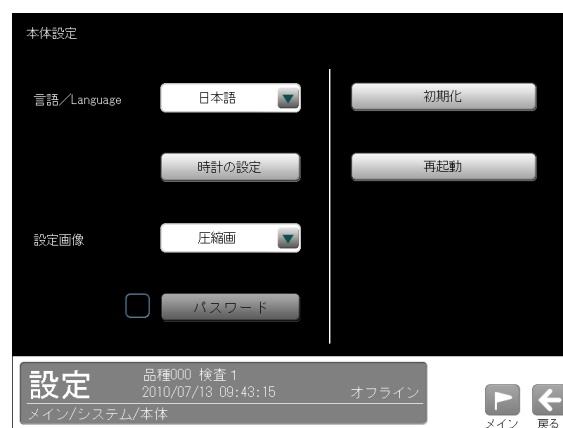 本体設定
言語/Language
日本語
初期化
時計の設定
再起動
設定画像
圧縮画
パスワード
設定
品種000 検査1
2010/07/13 09:43:15
オフライン
メイン/システム/本体
メイン
戻る